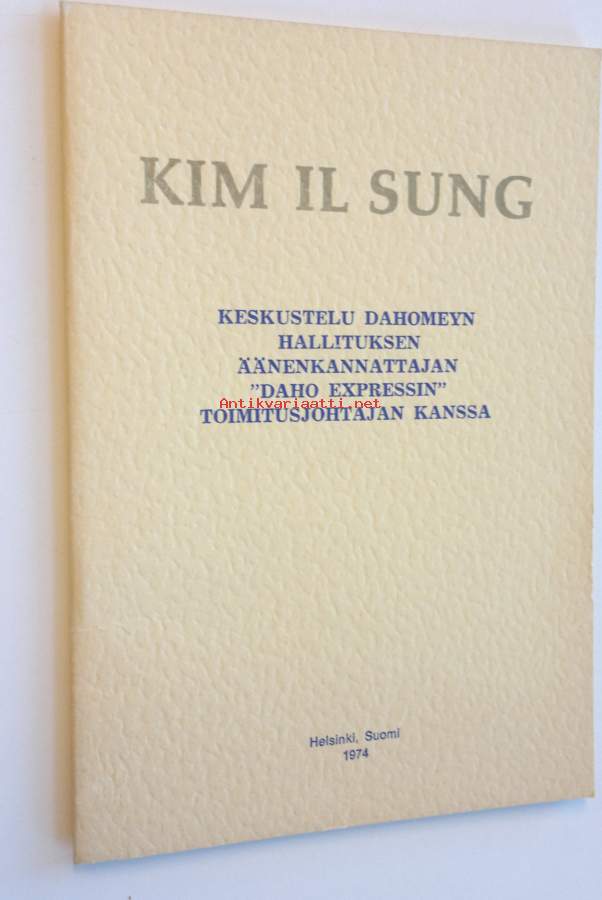 KIM IL SUNG
KESKUSTELU DAHOMEYN
HALLITUKSEN
ÄÄNENKANNATTAJAN
”DAHO EXPRESSIN”
Antikvariaatti.net
TOIMITUSJOHTAJAN KANSSA
Helsinki, Suomi
1974